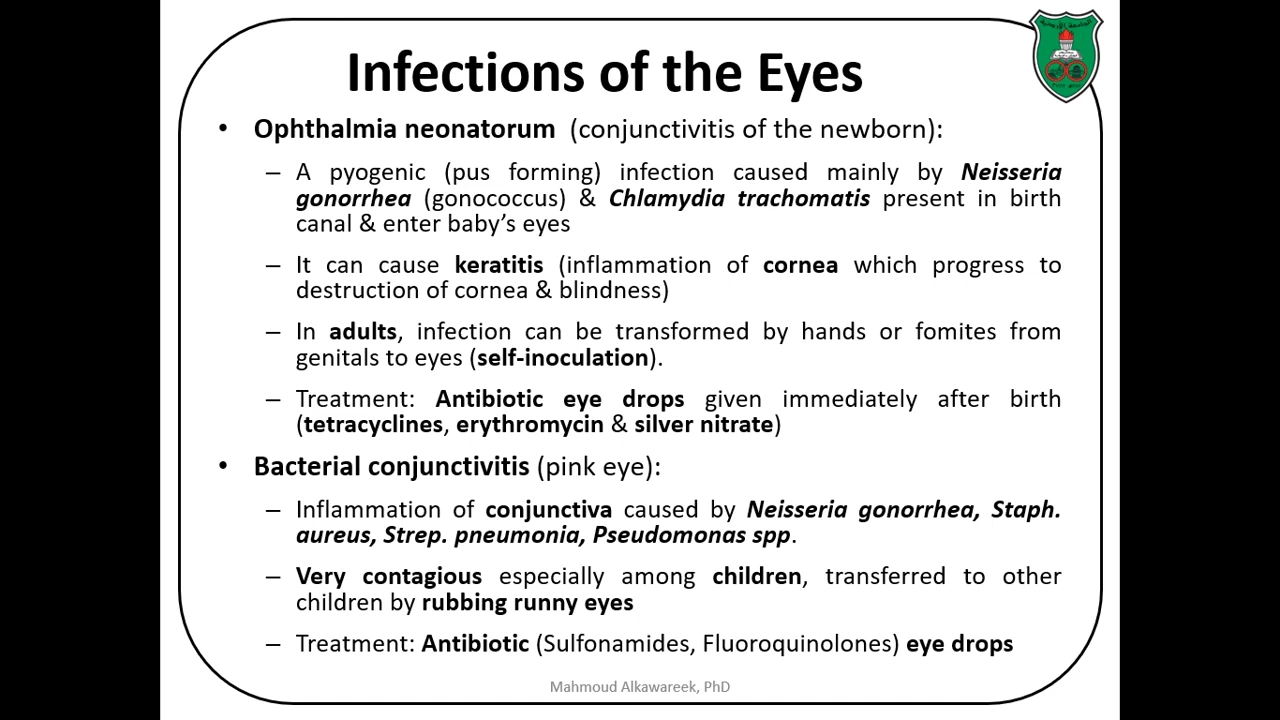 Infections of the Eyes
• Ophthalmia neonatorum (conjunctivitis of the newborn):
– A pyogenic (pus forming) infection caused mainly by Neisseria
gonorrhea (gonococcus) & Chlamydia trachomatis present in birth
canal & enter baby's eyes
– It can cause keratitis (inflammation of cornea which progress to
destruction of cornea & blindness)
– In adults, infection can be transformed by hands or fomites from
genitals to eyes (self-inoculation).
– Treatment: Antibiotic eye drops given immediately after birth
(tetracyclines, erythromycin & silver nitrate)
• Bacterial conjunctivitis (pink eye):
– Inflammation of conjunctiva caused by Neisseria gonorrhea, Staph.
aureus, Strep. pneumonia, Pseudomonas spp.
– Very contagious especially among children, transferred to other
children by rubbing runny eyes
– Treatment: Antibiotic (Sulfonamides, Fluoroquinolones) eye drops
Mahmoud Alkawareek, PhD